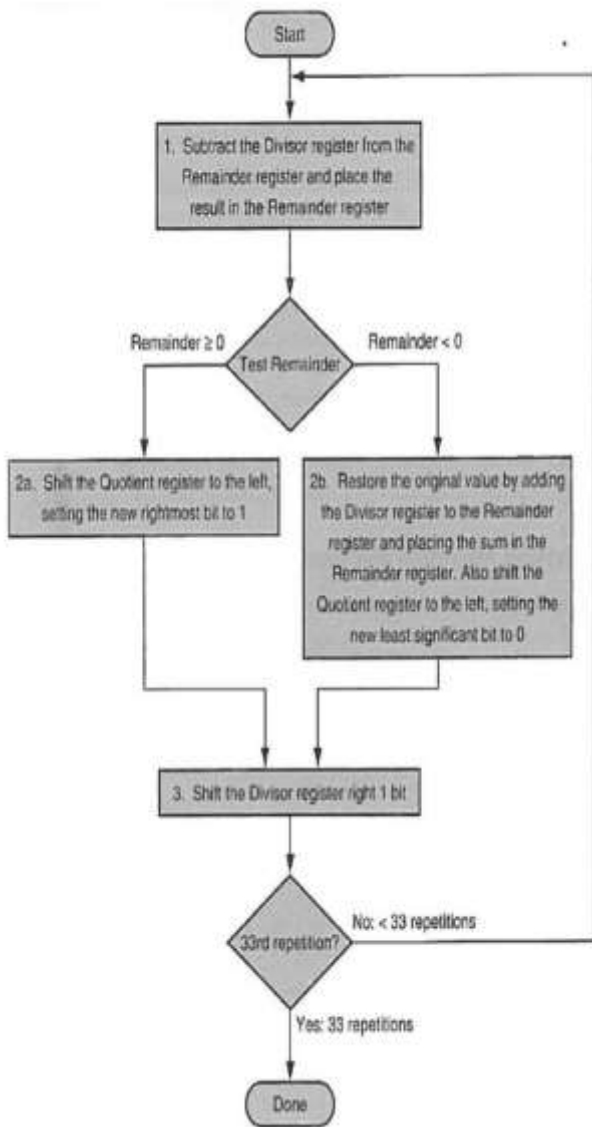 Start
1. Subtract the Divisor register from the
Remainder register and place the
result in the Remainder register
Remainder ≥ 0
Remainder < 0
Test Remainder
2a. Shift the Quotient register to the left,
setting the new rightmost bit to 1
2b. Restore the original value by adding
the Divisor register to the Remainder
register and placing the sum in the
Remainder register. Also shift the
Quotient register to the left, setting the
new least significant bit to 0
3. Shift the Divisor register right 1 bit
33rd repetition?
No: < 33 repetitions
Yes: 33 repetitions
Done